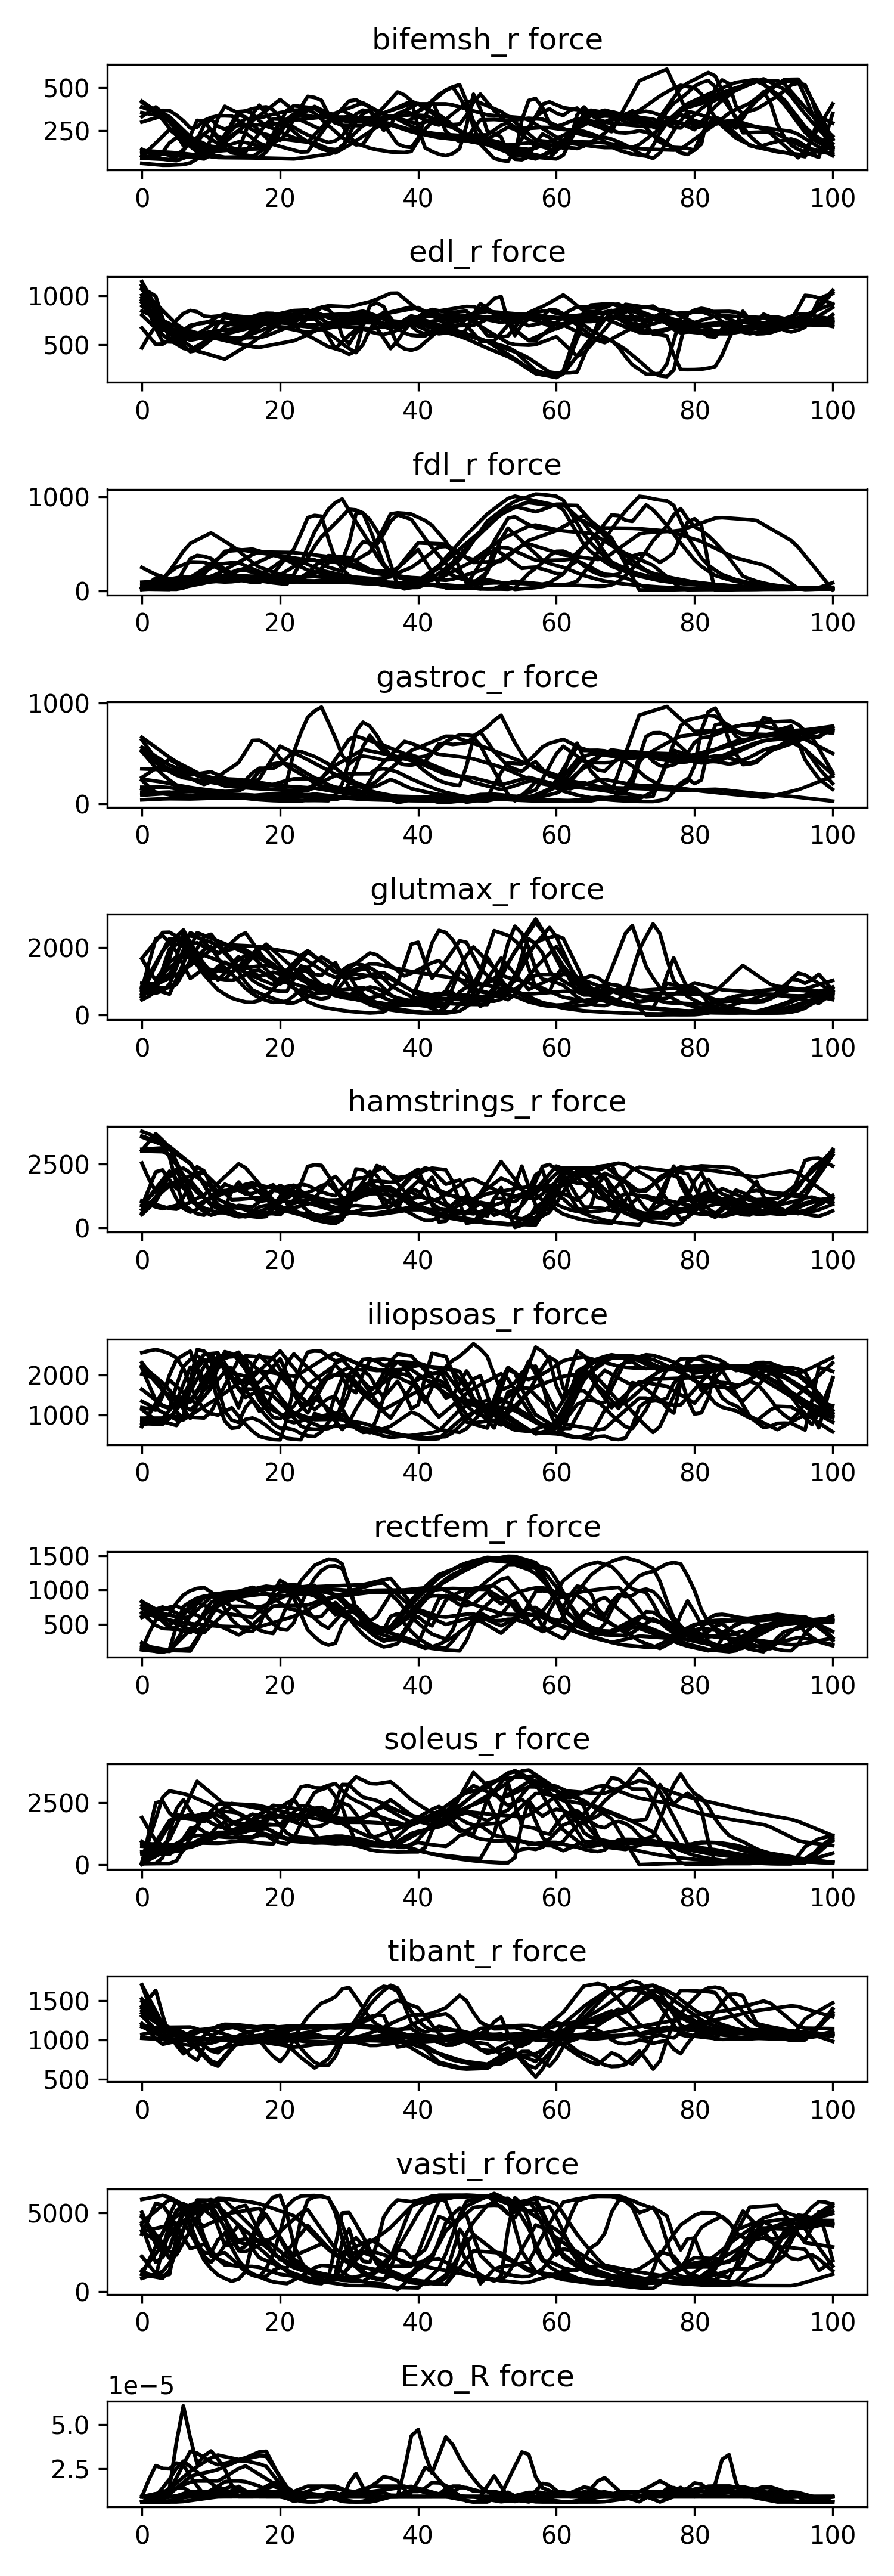 bifemsh_r force
500
250
0 20 40 60 80 100
edl_r force
1000
500
0 20 40 60 80 100
fdl_r force
1000
0
0 20 40 60 80 100
gastroc_r force
1000
0
0 20 40 60 80 100
glutmax_r force
2000
0
0 20 40 60 80 100
hamstrings_r force
2500
0
0 20 40 60 80 100
iliopsoas_r force
2000
1000
0 20 40 60 80 100
rectfem_r force
1500
1000
500
0 20 40 60 80 100
soleus_r force
2500
0
0 20 40 60 80 100
tibant_r force
1500
1000
500
0 20 40 60 80 100
vasti_r force
5000
0
0 20 40 60 80 100
Exo_R force
1e−5
5.0
2.5
0 20 40 60 80 100